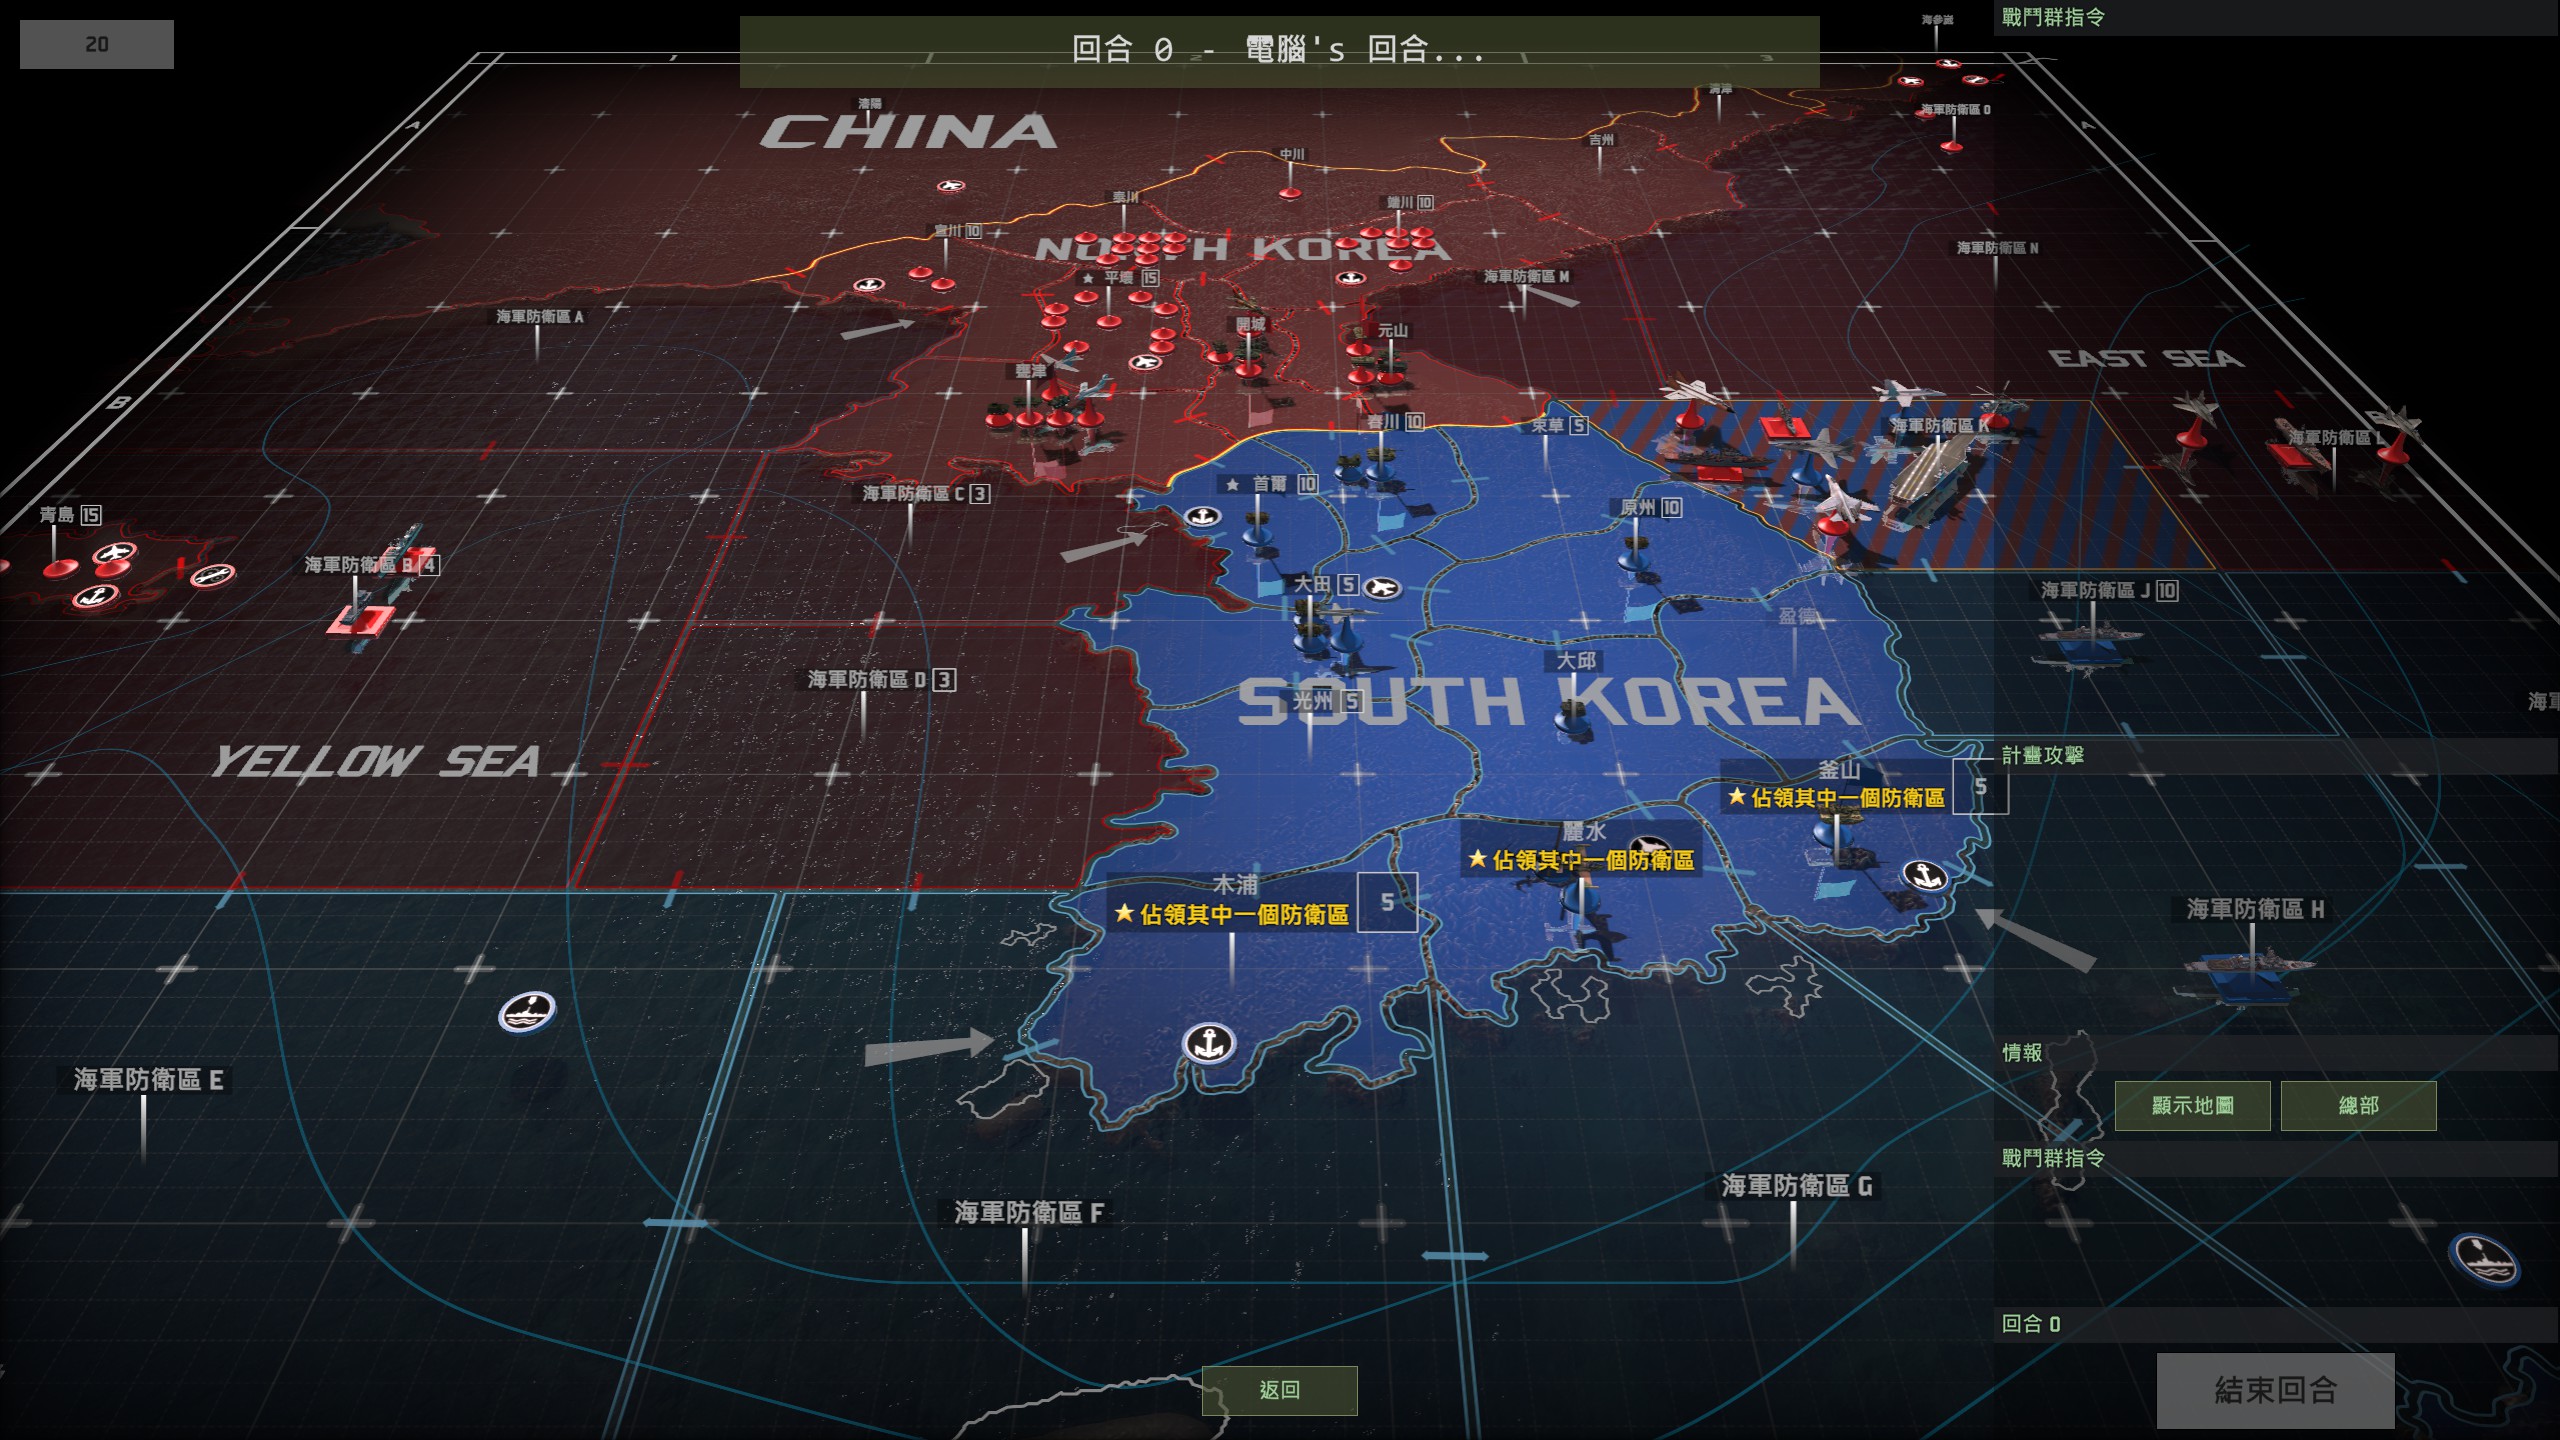 20
回合 0 - 電腦's 回合...
戰鬥群指令
海參崴
瀋陽
清津
CHINA
海軍防衛區 O
吉州
中川
泰川
端川 10
宣川 10
NORTH KOREA
海軍防衛區 N
平壤 15
海軍防衛區 M
海軍防衛區 A
開城
元山
EAST SEA
甕津
春川 10
束草 5
海軍防衛區 K
海軍防衛區 L
首爾 10
海軍防衛區 C 3
原州 10
青島 15
海軍防衛區 B 4
大田 5
海軍防衛區 J 10
盈德
大邱
海軍防衛區 D 3
SOUTH KOREA
光州 5
YELLOW SEA
計畫攻擊
釜山
佔領其中一個防衛區 5
麗水
佔領其中一個防衛區
木浦
佔領其中一個防衛區 5
海軍防衛區 H
情報
海軍防衛區 E
顯示地圖
總部
戰鬥群指令
海軍防衛區 G
海軍防衛區 F
回合 0
返回
結束回合